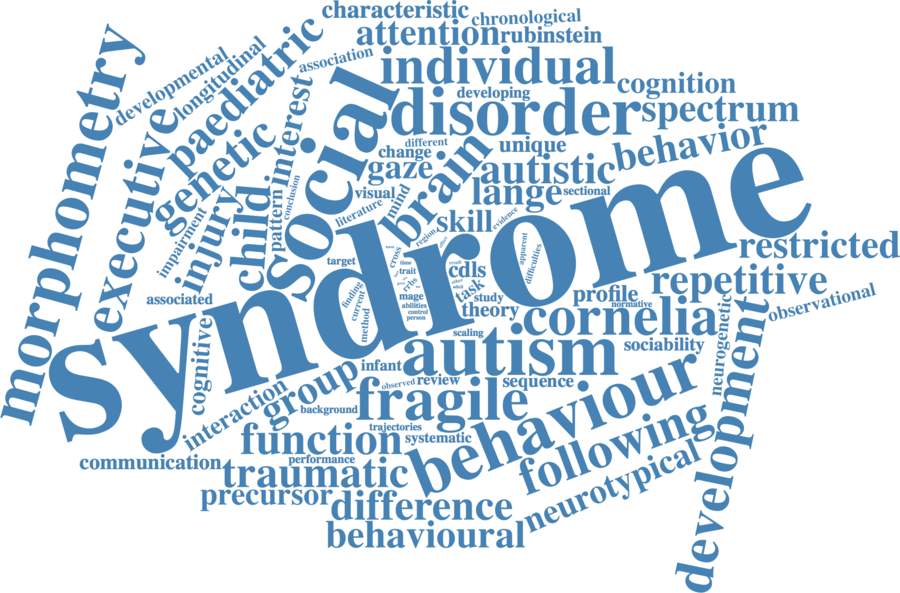 characteristic
chronological
attention
rubinstein
association
individual
cognition
developmental
longitudinal
paediatric
developing
disorder
spectrum
morphometry
executive
genetic
interest
social
different
change
unique
behavior
gaze
brain
autistic
visual
lange
sectional
injury
child
pattern
conclusion
literature
mind
skill
evidence
impairment
region
Syndrome
restricted
target
cross
time
trait
cdls
apparent
difficulties
repetitive
associated
finding
current
method
rrbs
mage
abilities
control
person
task
study
theory
profile
normative
observational
cornelia
scaling
sociability
neurogenetic
development
autism
cognitive
infant
observed
review
sequence
interaction
group
background
fragile
behaviour
trajectories
function
systematic
following
communication
performance
traumatic
precursor
difference
neurotypical
behavioural